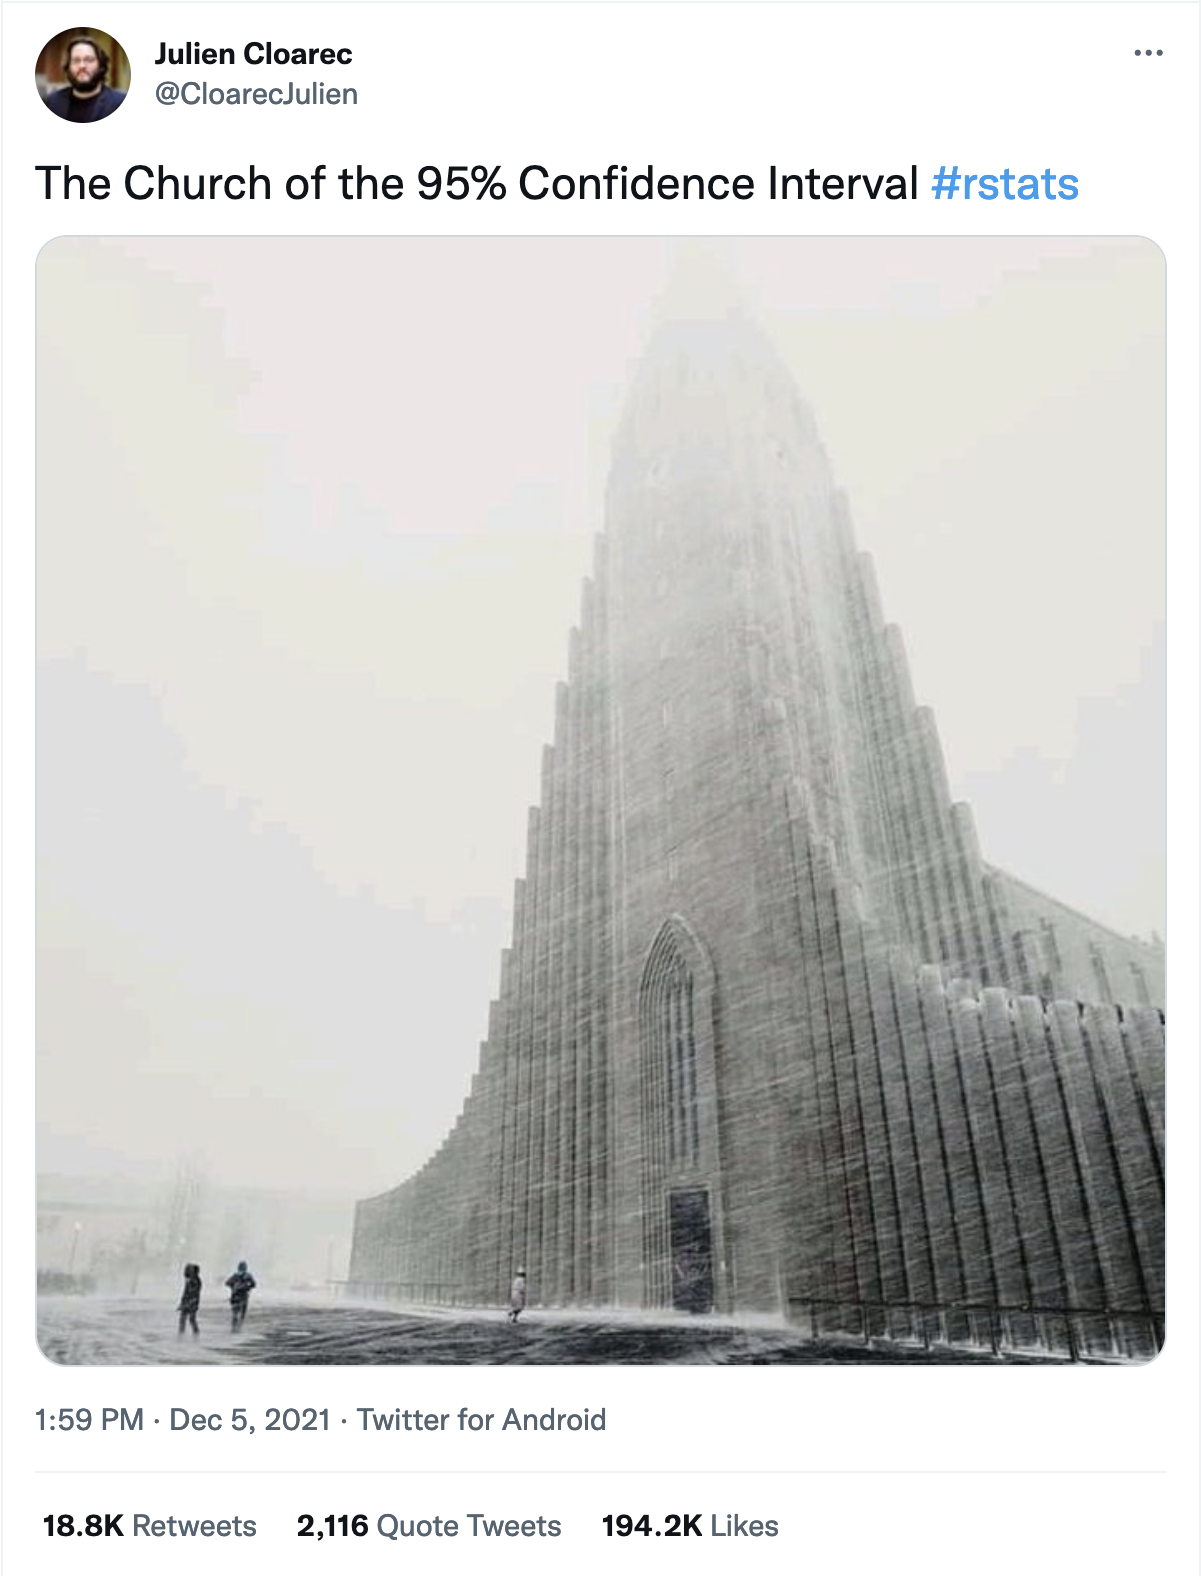 Julien Cloarec
@CloarecJulien
The Church of the 95% Confidence Interval #rstats
1:59 PM · Dec 5, 2021 · Twitter for Android
18.8K Retweets 2,116 Quote Tweets 194.2K Likes